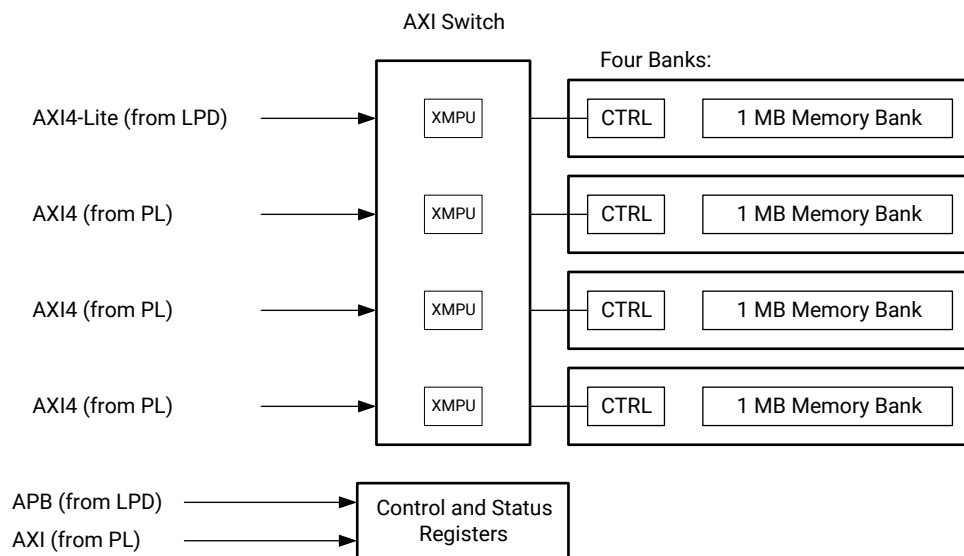 AXI Switch
Four Banks:
AXI4-Lite (from LPD)
XMPU
CTRL
1 MB Memory Bank
AXI4 (from PL)
XMPU
CTRL
1 MB Memory Bank
AXI4 (from PL)
XMPU
CTRL
1 MB Memory Bank
AXI4 (from PL)
XMPU
CTRL
1 MB Memory Bank
APB (from LPD)
AXI (from PL)
Control and Status
Registers